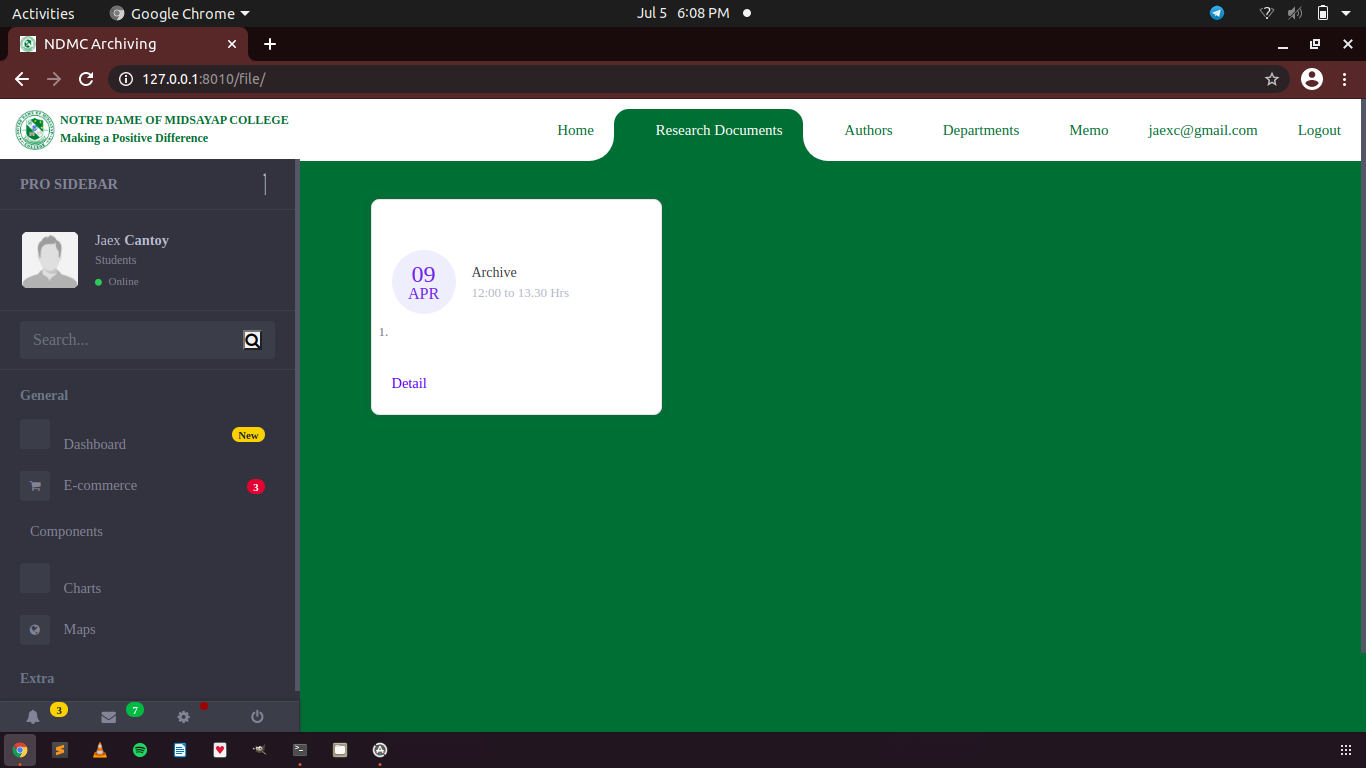 Activities Google Chrome Jul 5 6:08 PM
NDMC Archiving
127.0.0.1:8010/file/
NOTRE DAME OF MIDSAYAP COLLEGE
Making a Positive Difference
Home Research Documents Authors Departments Memo jaexc@gmail.com Logout
PRO SIDEBAR
Jaex Cantoy
Students
Online
Search...
General
Dashboard New
E-commerce 3
Components
Charts
Maps
Extra
3 7
09
APR
Archive
12:00 to 13.30 Hrs
1.
Detail